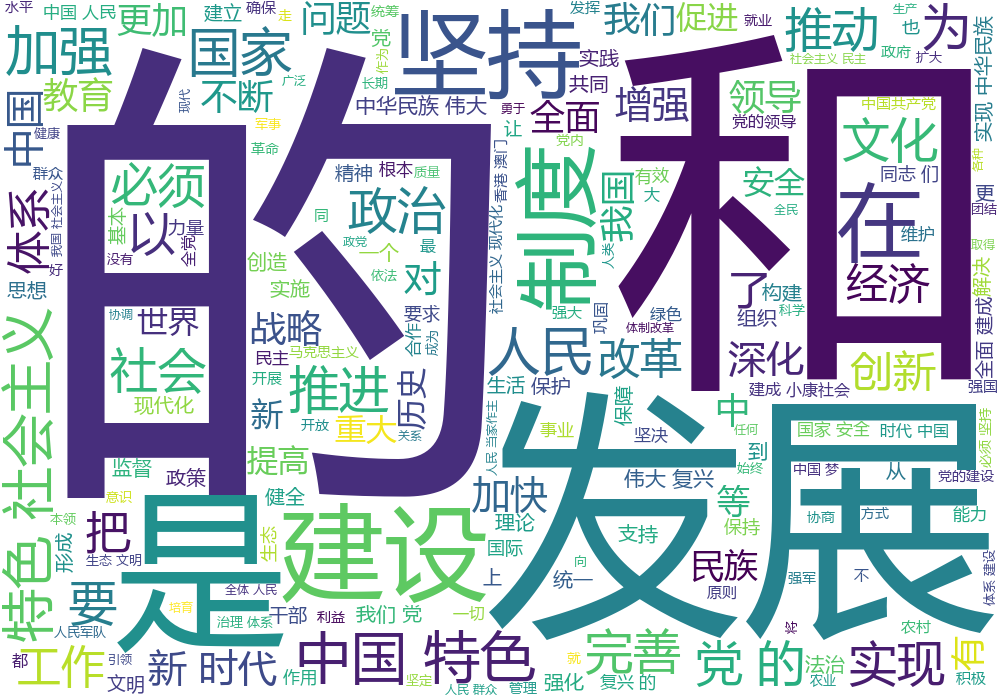 水平
中国 人民
更加
建立
确保
走
问题
统筹
党
作为
坚持
发挥
我们
促进
就业
推动
生产
也
政府
为
扩大
社会主义 民主
实现 中华民族
加强
国家
广泛
长期
实践
共同
教育
不断
现代
中华民族 伟大
勇于
全面
增强
领导
党的领导
中国共产党
文化
各种
中国
健康
军事
革命
让
党内
我国
有效
大
安全
同志 们
更
团结
群众
必须
精神
根本
质量
香港 澳门
制度
和
的
全民
在
维护
体系
我国 社会主义
好
基本
以
力量
全党
没有
政治
同
政党
依法
一个
最
对
人类
取得
解决
思想
创造
实施
要求
社会主义 现代化
强大
巩固
绿色
了
构建
组织
科学
经济
全面 建成
协调
世界
战略
民主
马克思主义
合作
成为
人民
改革
体制改革
深化
创新
强国
社会
现代化
开展
推进
新
开放
重大
历史
关系
生活
保护
保障
建成 小康社会
特色 社会主义
监督
政策
提高
健全
意识
人民 当家作主
事业
坚决
中
任何
到
始终
国家 安全
时代 中国
必须 坚持
发展
伟大 复兴
中国 梦
从
党的建设
加快
等
保持
协商
方式
能力
本领
形成
把
生态 文明
是
生态
建设
理论
国际
支持
民族
原则
强军
不
体系 建设
上
统一
向
要
人民军队
培育
全体 人民
治理 体系
干部
利益
我们 党
一切
都
引领
工作
文明
新 时代
作用
中国 特色
坚定
人民 群众
管理
强化
就
完善
复兴 的
党 的
将
法治
农业
农村
实现
有
积极